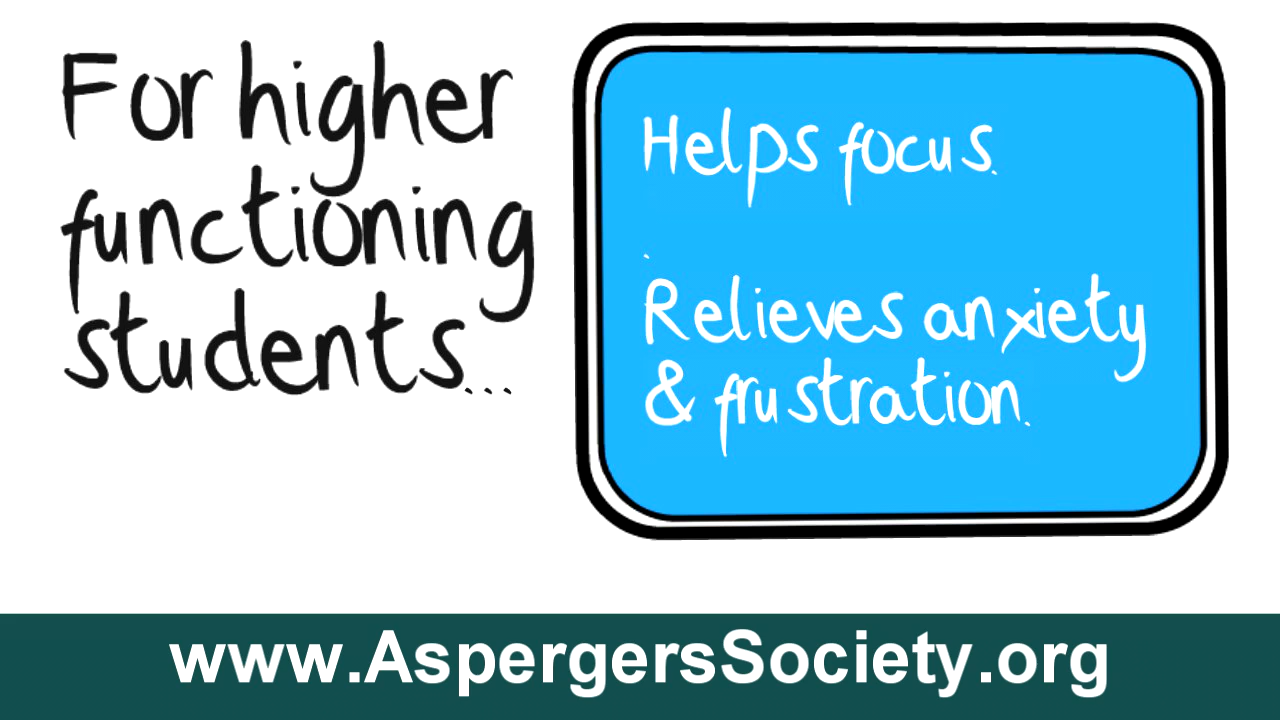 For higher
functioning
students...
Helps focus.
.
Relieves anxiety
& frustration.
www.AspergersSociety.org